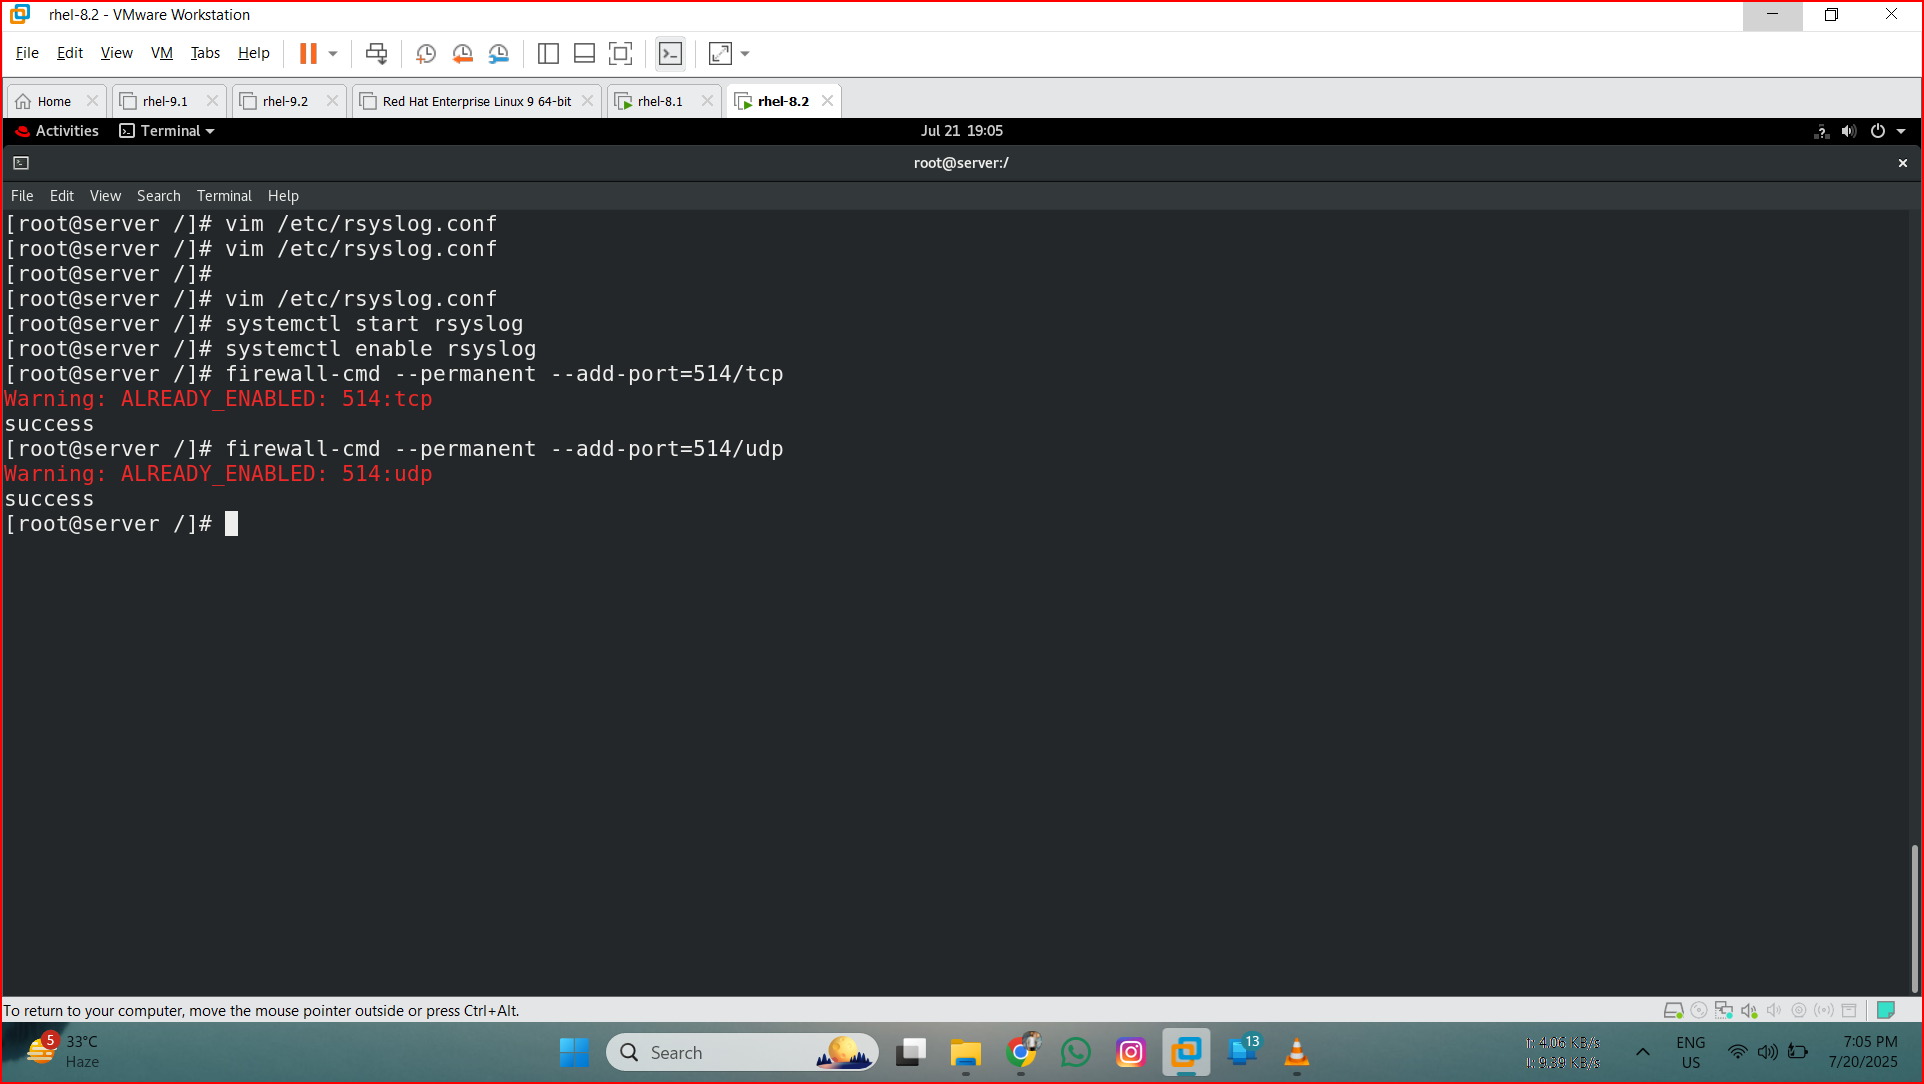 rhel-8.2 - VMware Workstation
File Edit View VM Tabs Help
Home rhel-9.1 rhel-9.2 Red Hat Enterprise Linux 9 64-bit rhel-8.1 rhel-8.2
Activities Terminal Jul 21 19:05
root@server:/
File Edit View Search Terminal Help
[root@server /]# vim /etc/rsyslog.conf
[root@server /]# vim /etc/rsyslog.conf
[root@server /]#
[root@server /]# vim /etc/rsyslog.conf
[root@server /]# systemctl start rsyslog
[root@server /]# systemctl enable rsyslog
[root@server /]# firewall-cmd --permanent --add-port=514/tcp
Warning: ALREADY_ENABLED: 514:tcp
success
[root@server /]# firewall-cmd --permanent --add-port=514/udp
Warning: ALREADY_ENABLED: 514:udp
success
[root@server /]#
To return to your computer, move the mouse pointer outside or press Ctrl+Alt.
5 33°C
Haze
Search
13
4.06 KB/s
9.59 KB/s
ENG
US
7:05 PM
7/20/2025